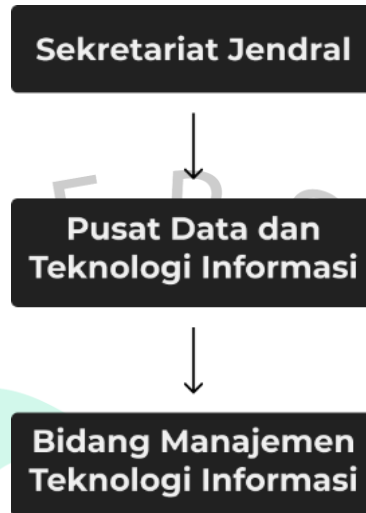 Sekretariat Jendral
Pusat Data dan
Teknologi Informasi
Bidang Manajemen
Teknologi Informasi